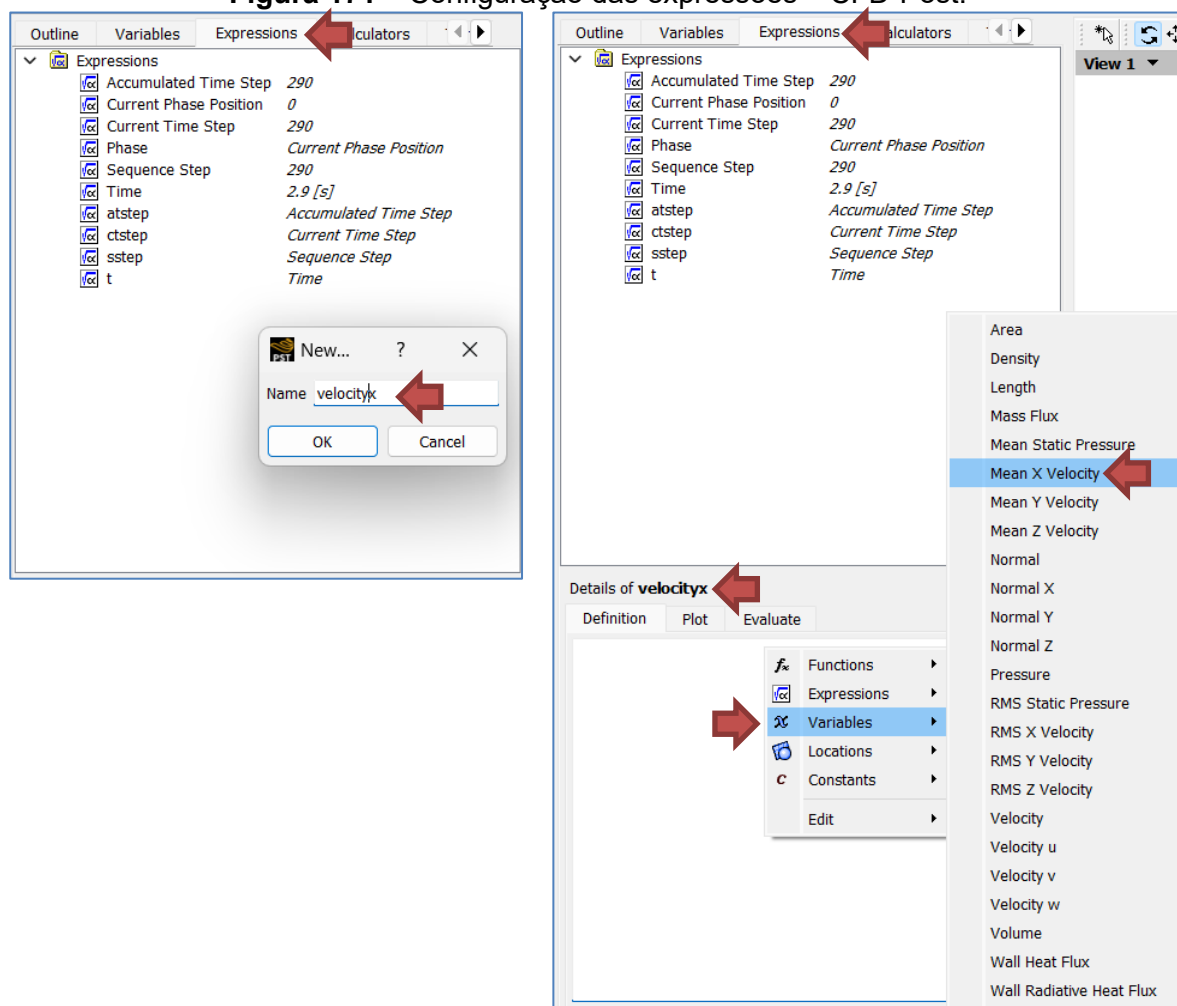 Outline Variables Expressions
Expressions
Accumulated Time Step 290
Current Phase Position 0
Current Time Step 290
Phase Current Phase Position
Sequence Step 290
Time 2.9 [s]
atstep Accumulated Time Step
ctstep Current Time Step
sstep Sequence Step
t Time
PST New... ?
Name velocityx
OK Cancel
Outline Variables Expressions
View 1
Expressions
Accumulated Time Step 290
Current Phase Position 0
Current Time Step 290
Phase Current Phase Position
Sequence Step 290
Time 2.9 [s]
atstep Accumulated Time Step
ctstep Current Time Step
sstep Sequence Step
t Time
Details of velocityx
Definition Plot Evaluate
Functions
Expressions
Variables
Locations
C Constants
Edit
Area
Density
Length
Mass Flux
Mean Static Pressure
Mean X Velocity
Mean Y Velocity
Mean Z Velocity
Normal
Normal X
Normal Y
Normal Z
Pressure
RMS Static Pressure
RMS X Velocity
RMS Y Velocity
RMS Z Velocity
Velocity
Velocity u
Velocity v
Velocity w
Volume
Wall Heat Flux
Wall Radiative Heat Flux